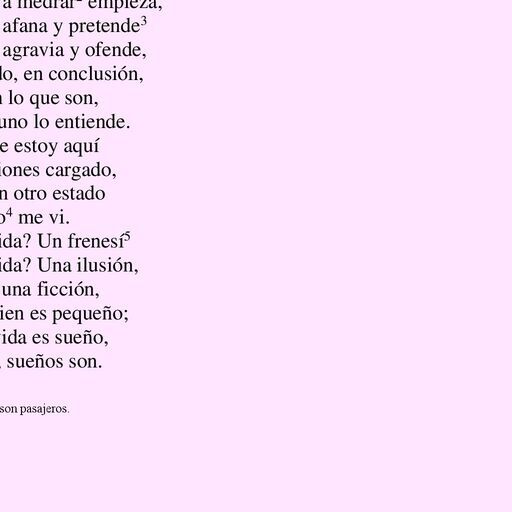 a medrar² empieza,
afana y pretende³
agravia y ofende,
do, en conclusión,
n lo que son,
uno lo entiende.
e estoy aquí
iones cargado,
n otro estado
o⁴ me vi.
ida? Un frenesí⁵
ida? Una ilusión,
una ficción,
ien es pequeño;
vida es sueño,
, sueños son.
son pasajeros.